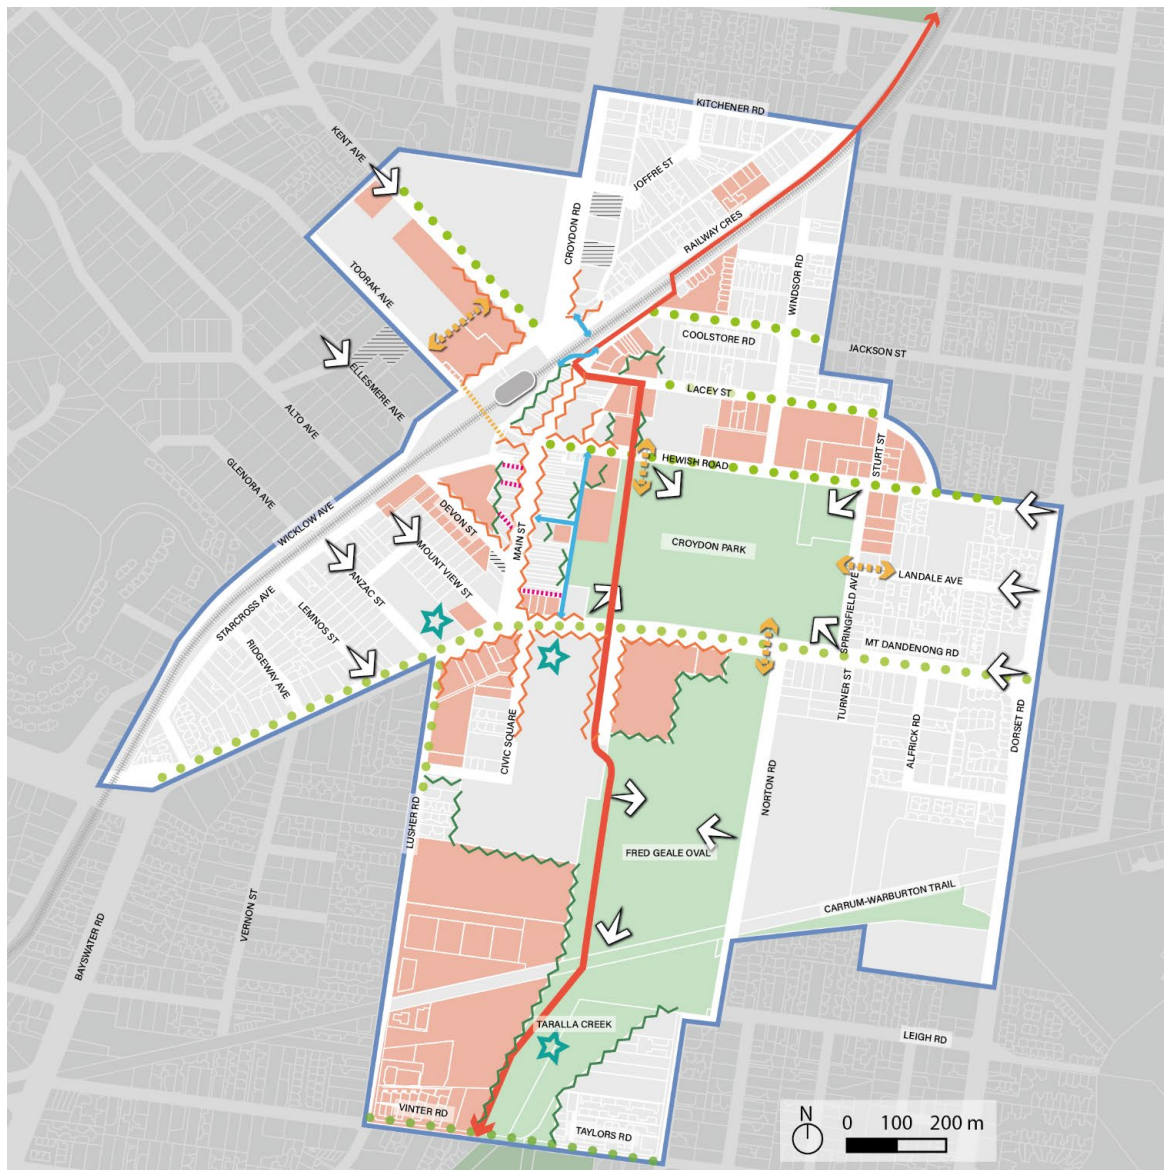 KITCHENER RD
KENT AVE
JOFFRE ST
CROYDON RD
RAILWAY CRES
TOORAK AVE
WINDSOR RD
COOLSTORE RD
JACKSON ST
ELLESMERE AVE
LACEY ST
ALTO AVE
STURT ST
HEWISH ROAD
GLENORA AVE
DEVON ST
MAIN ST
WICKLOW AVE
CROYDON PARK
MOUNT VIEW ST
LANDALE AVE
ANZAC ST
STARCROSS AVE
LEMNOS ST
SPRINGFIELD AVE
MT DANDENONG RD
RIDGEWAY AVE
TURNER ST
ALFRICK RD
DORSET RD
CIVIC SQUARE
NORTON RD
LUSHER RD
FRED GEALE OVAL
CARRUM-WARBURTON TRAIL
VERNON ST
BAYSWATER RD
TARALLA CREEK
LEIGH RD
VINTER RD
TAYLORS RD
N
0 100 200 m